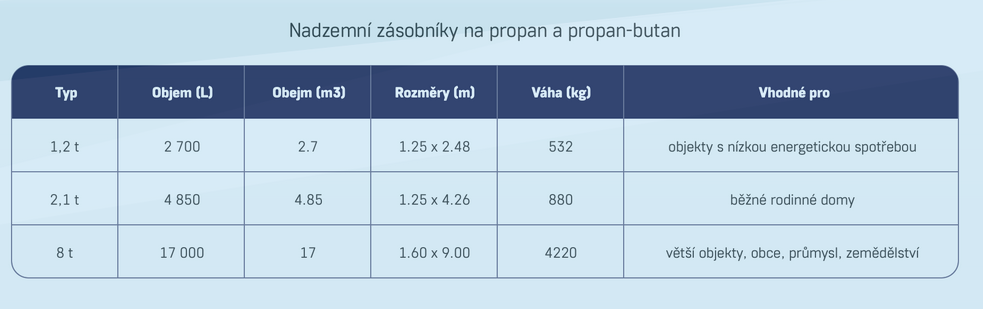 Nadzemní zásobníky na propan a propan-butan
Typ Objem (L) Obejm (m3) Rozměry (m) Váha (kg) Vhodné pro
1,2 t 2 700 2.7 1.25 x 2.48 532 objekty s nízkou energetickou spotřebou
2,1 t 4 850 4.85 1.25 x 4.26 880 běžné rodinné domy
8 t 17 000 17 1.60 x 9.00 4220 větší objekty, obce, průmysl, zemědělství